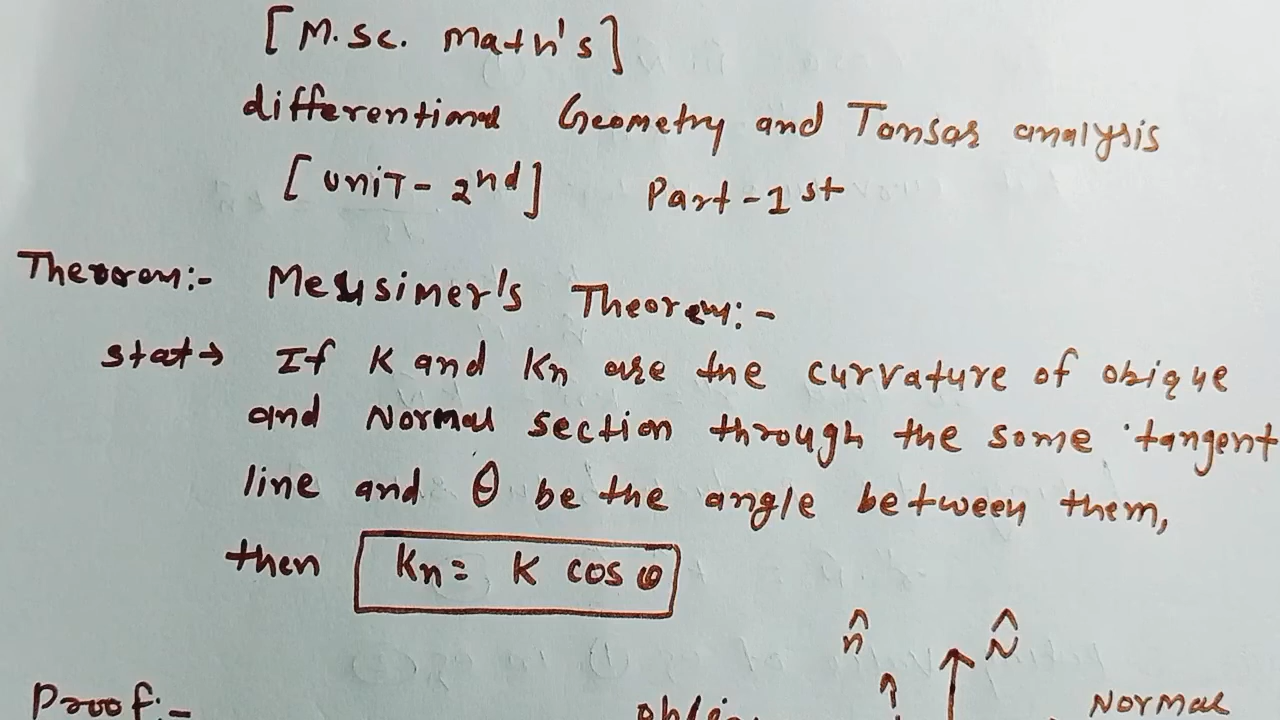 [M.sc. math's]
differential Geometry and Tonsar analysis
[UNIT-2nd] Part-1st
Theorem:- Meusimer's Theorem:-
stat→ If K and Kn are the curvature of obique
and Normal section through the some tangent
line and θ be the angle between them,
then Kn = K cos θ
n̂ N̂
Proof:- Normal